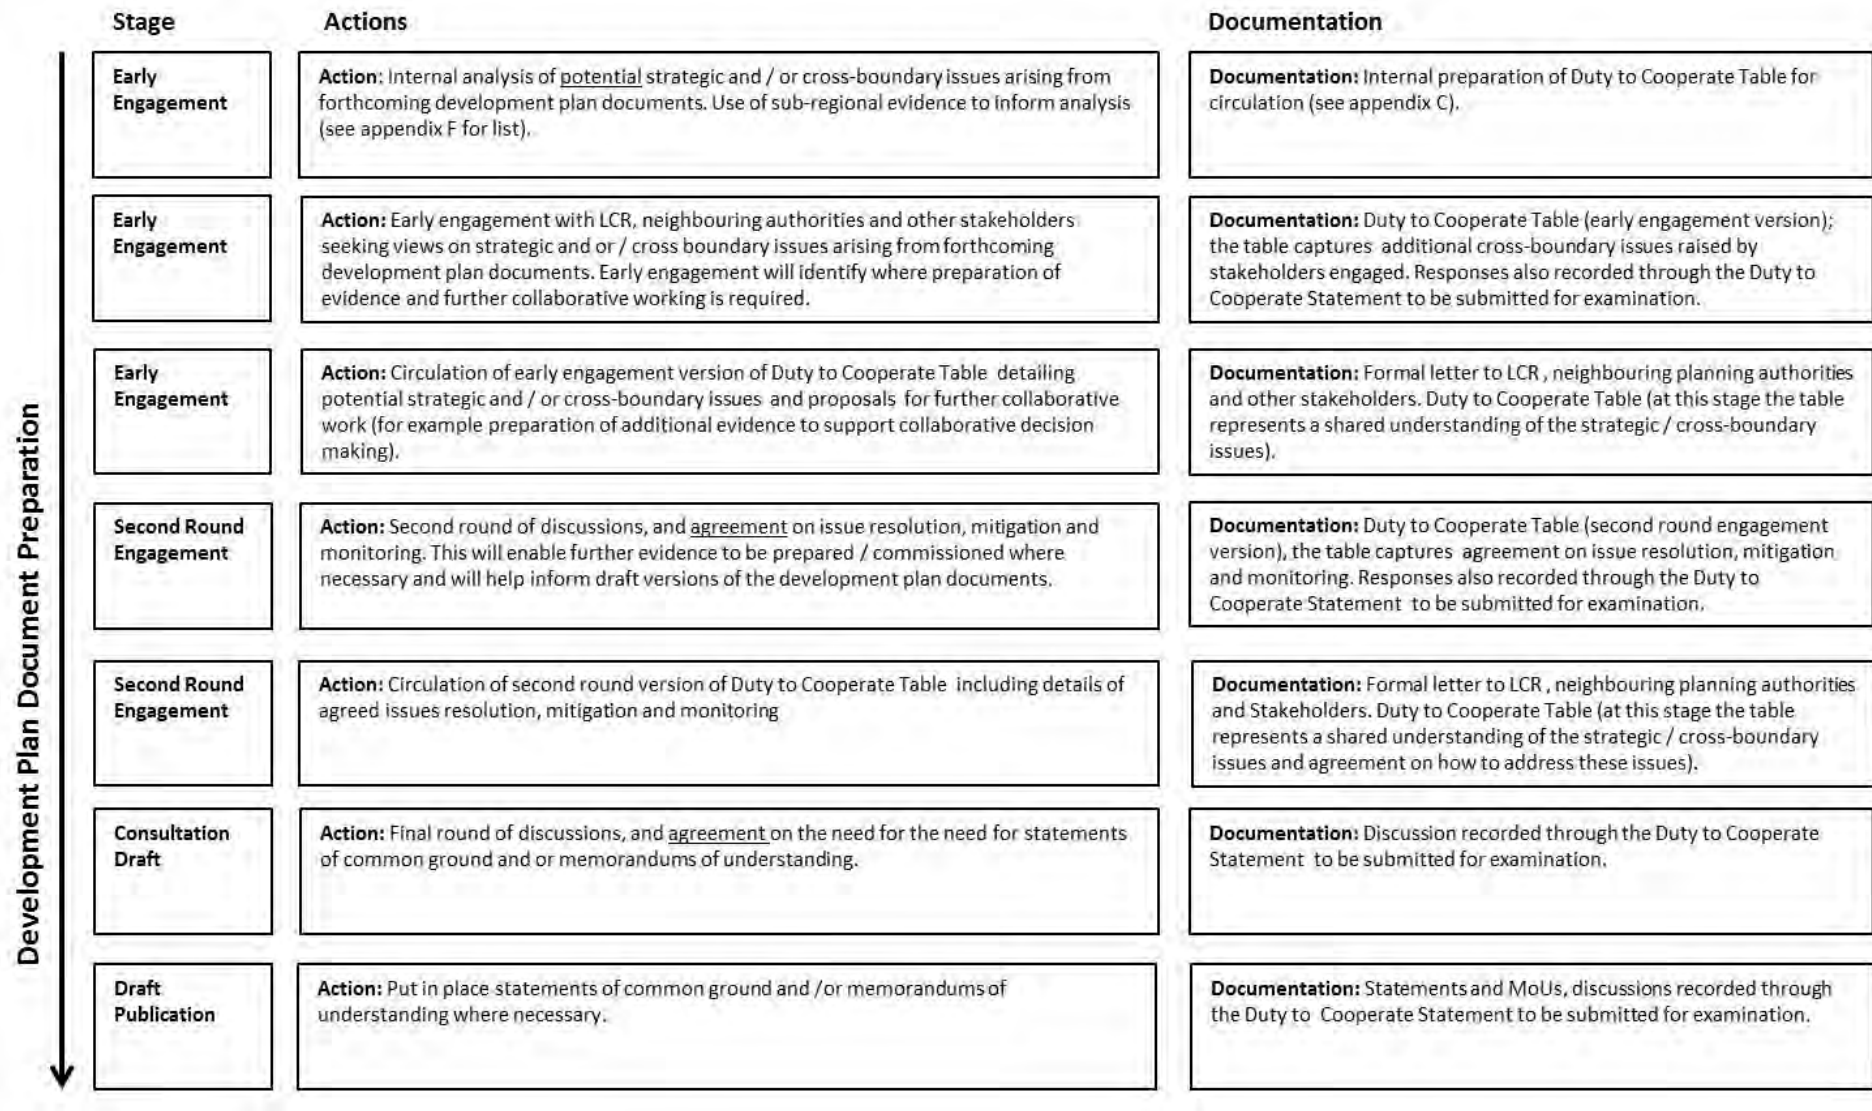 Stage
Actions
Documentation
Development Plan Document Preparation
Early
Engagement
Action: Internal analysis of potential strategic and / or cross-boundary issues arising from
forthcoming development plan documents. Use of sub-regional evidence to inform analysis
(see appendix F for list).
Documentation: Internal preparation of Duty to Cooperate Table for
circulation (see appendix C).
Early
Engagement
Action: Early engagement with LCR, neighbouring authorities and other stakeholders
seeking views on strategic and or / cross boundary issues arising from forthcoming
development plan documents. Early engagement will identify where preparation of
evidence and further collaborative working is required.
Documentation: Duty to Cooperate Table (early engagement version);
the table captures additional cross-boundary issues raised by
stakeholders engaged. Responses also recorded through the Duty to
Cooperate Statement to be submitted for examination.
Early
Engagement
Action: Circulation of early engagement version of Duty to Cooperate Table detailing
potential strategic and / or cross-boundary issues and proposals for further collaborative
work (for example preparation of additional evidence to support collaborative decision
making).
Documentation: Formal letter to LCR , neighbouring planning authorities
and other stakeholders. Duty to Cooperate Table (at this stage the table
represents a shared understanding of the strategic / cross-boundary
issues).
Second Round
Engagement
Action: Second round of discussions, and agreement on issue resolution, mitigation and
monitoring. This will enable further evidence to be prepared / commissioned where
necessary and will help inform draft versions of the development plan documents.
Documentation: Duty to Cooperate Table (second round engagement
version), the table captures agreement on issue resolution, mitigation
and monitoring. Responses also recorded through the Duty to
Cooperate Statement to be submitted for examination.
Second Round
Engagement
Action: Circulation of second round version of Duty to Cooperate Table including details of
agreed issues resolution, mitigation and monitoring
Documentation: Formal letter to LCR , neighbouring planning authorities
and Stakeholders. Duty to Cooperate Table (at this stage the table
represents a shared understanding of the strategic / cross-boundary
issues and agreement on how to address these issues).
Consultation
Draft
Action: Final round of discussions, and agreement on the need for the need for statements
of common ground and or memorandums of understanding.
Documentation: Discussion recorded through the Duty to Cooperate
Statement to be submitted for examination.
Draft
Publication
Action: Put in place statements of common ground and /or memorandums of
understanding where necessary.
Documentation: Statements and MoUs, discussions recorded through
the Duty to Cooperate Statement to be submitted for examination.